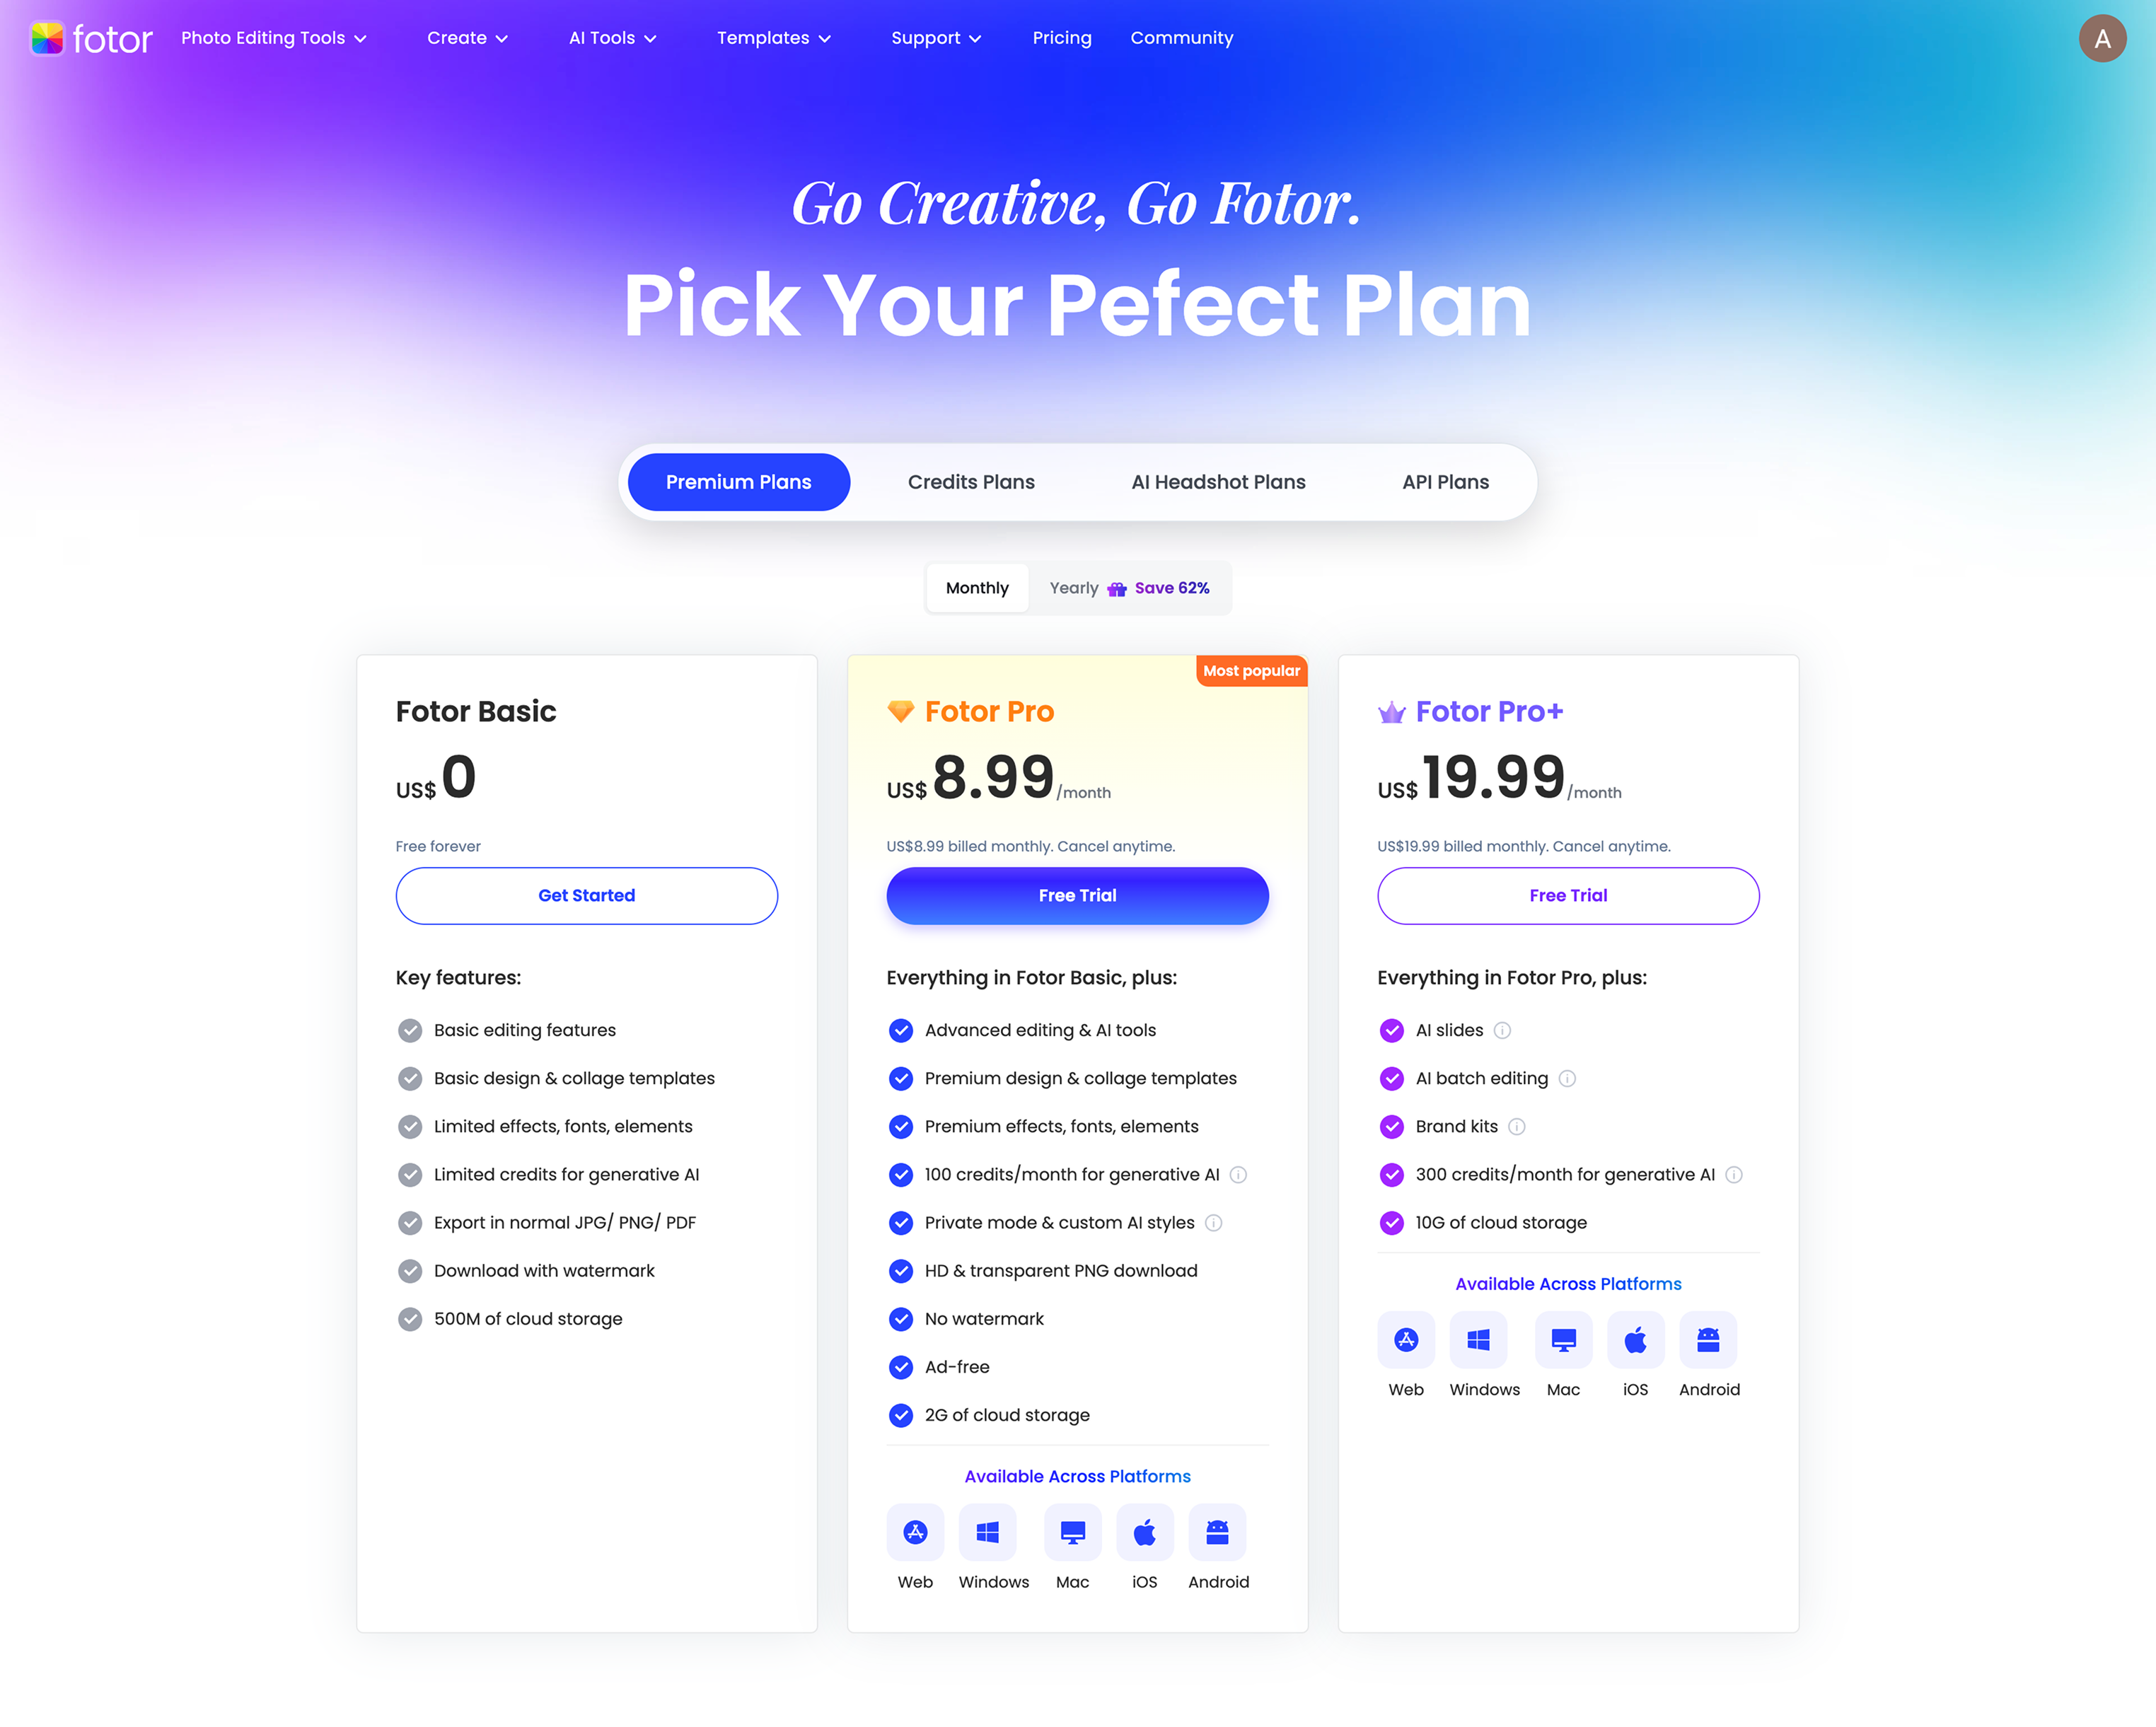 fotor
Photo Editing Tools
Create
AI Tools
Templates
Support
Pricing
Community
A
Go Creative, Go Fotor.
Pick Your Pefect Plan
Premium Plans
Credits Plans
AI Headshot Plans
API Plans
Monthly
Yearly Save 62%
Fotor Basic
US$ 0
Free forever
Get Started
Key features:
Basic editing features
Basic design & collage templates
Limited effects, fonts, elements
Limited credits for generative AI
Export in normal JPG/ PNG/ PDF
Download with watermark
500M of cloud storage
Most popular
Fotor Pro
US$ 8.99 /month
US$8.99 billed monthly. Cancel anytime.
Free Trial
Everything in Fotor Basic, plus:
Advanced editing & AI tools
Premium design & collage templates
Premium effects, fonts, elements
100 credits/month for generative AI
Private mode & custom AI styles
HD & transparent PNG download
No watermark
Ad-free
2G of cloud storage
Available Across Platforms
Web
Windows
Mac
iOS
Android
Fotor Pro+
US$ 19.99 /month
US$19.99 billed monthly. Cancel anytime.
Free Trial
Everything in Fotor Pro, plus:
AI slides
AI batch editing
Brand kits
300 credits/month for generative AI
10G of cloud storage
Available Across Platforms
Web
Windows
Mac
iOS
Android